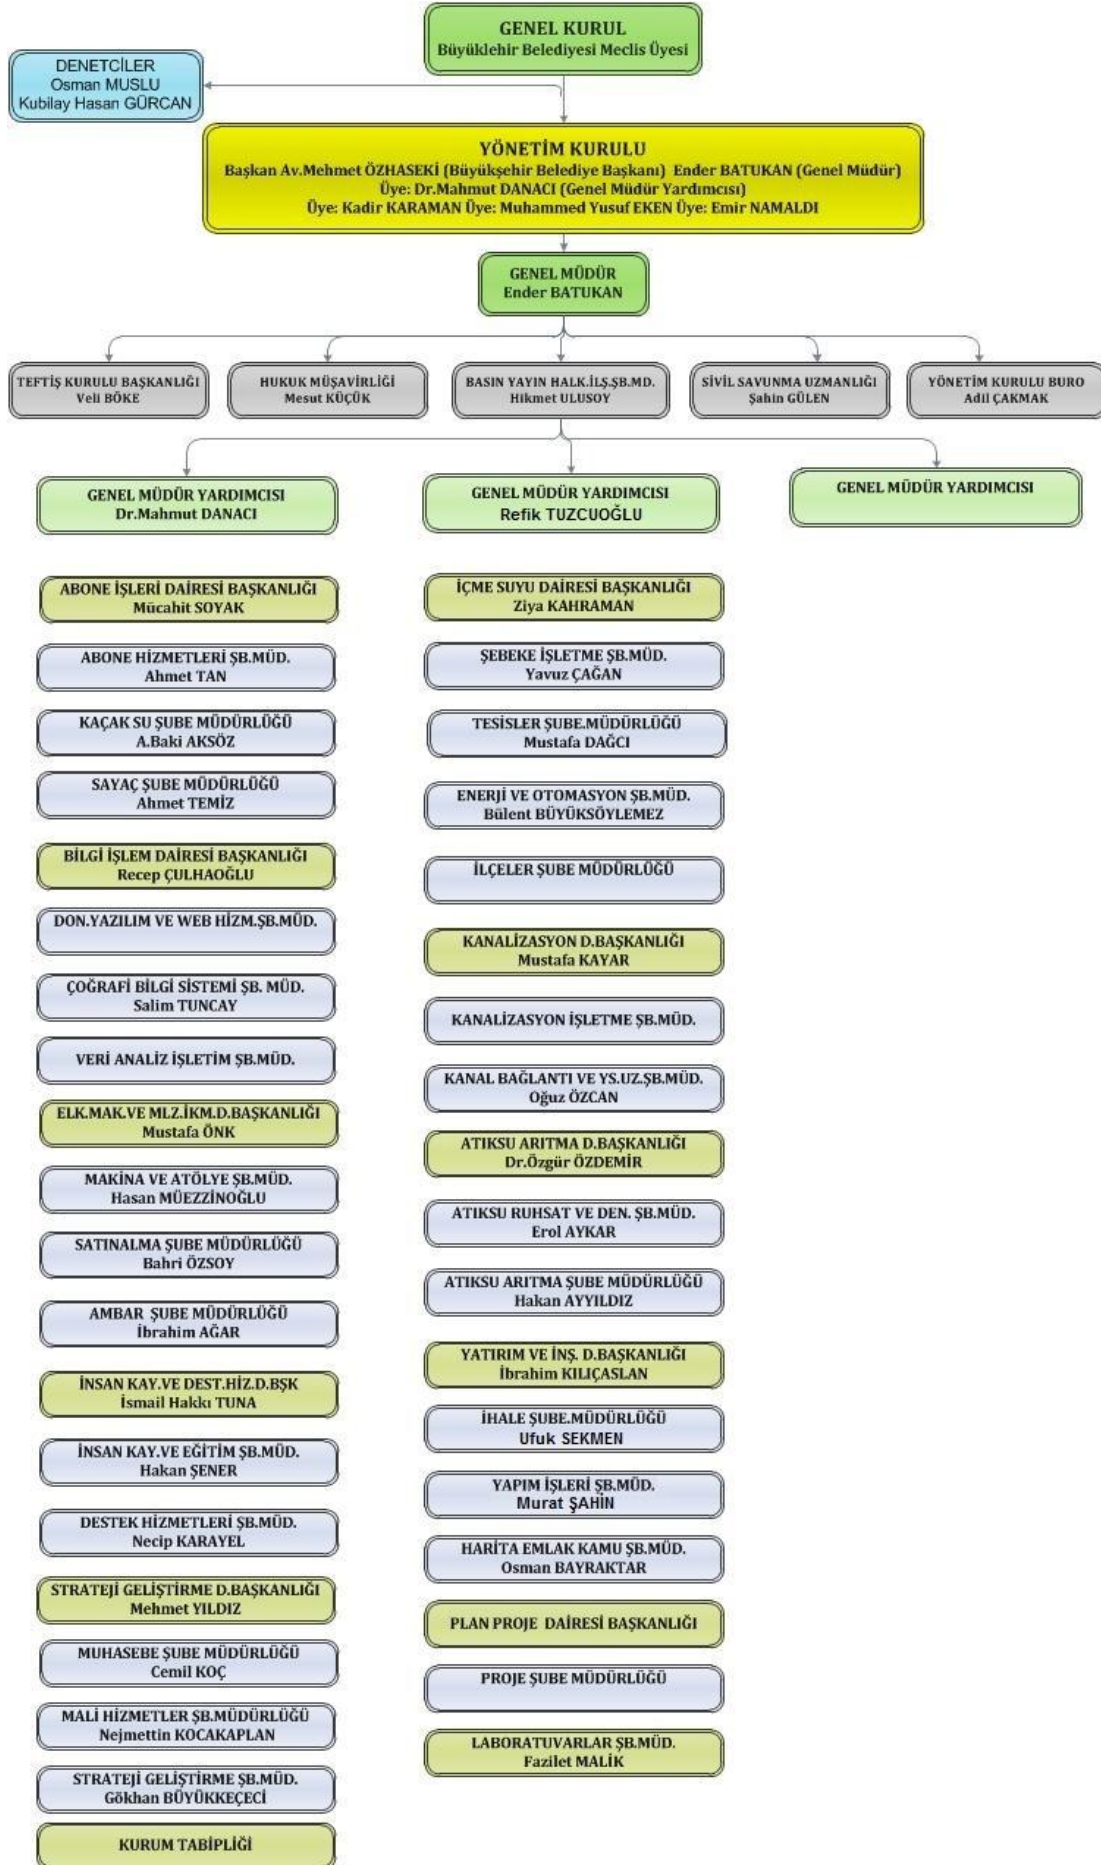 GENEL KURUL
Büyüklehir Belediyesi Meclis Üyesi
DENETCİLER
Osman MUSLU
Kubilay Hasan GÜRCAN
YÖNETİM KURULU
Başkan Av.Mehmet ÖZHASEKİ (Büyükşehir Belediye Başkanı) Ender BATUKAN (Genel Müdür)
Üye: Dr.Mahmut DANACI (Genel Müdür Yardımcısı)
Üye: Kadir KARAMAN Üye: Muhammed Yusuf EKEN Üye: Emir NAMALDI
GENEL MÜDÜR
Ender BATUKAN
TEFTİŞ KURULU BAŞKANLIĞI
Veli BÖKE
HUKUK MÜŞAVİRLİĞİ
Mesut KÜÇÜK
BASIN YAYIN HALK.İLŞ.ŞB.MD.
Hikmet ULUSOY
SİVİL SAVUNMA UZMANLIĞI
Şahin GÜLEN
YÖNETİM KURULU BURO
Adil ÇAKMAK
GENEL MÜDÜR YARDIMCISI
Dr.Mahmut DANACI
GENEL MÜDÜR YARDIMCISI
Refik TUZCUOĞLU
GENEL MÜDÜR YARDIMCISI
ABONE İŞLERİ DAİRESİ BAŞKANLIĞI
Mücahit SOYAK
ABONE HİZMETLERİ ŞB.MÜD.
Ahmet TAN
KAÇAK SU ŞUBE MÜDÜRLÜĞÜ
A.Baki AKSÖZ
SAYAÇ ŞUBE MÜDÜRLÜĞÜ
Ahmet TEMİZ
BİLGİ İŞLEM DAİRESİ BAŞKANLIĞI
Recep ÇULHAOĞLU
DON.YAZILIM VE WEB HİZM.ŞB.MÜD.
ÇOĞRAFİ BİLGİ SİSTEMİ ŞB. MÜD.
Salim TUNCAY
VERİ ANALİZ İŞLETİM ŞB.MÜD.
ELK.MAK.VE MLZ.İKM.D.BAŞKANLIĞI
Mustafa ÖNK
MAKİNA VE ATÖLYE ŞB.MÜD.
Hasan MÜEZZİNOĞLU
SATINALMA ŞUBE MÜDÜRLÜĞÜ
Bahri ÖZSOY
AMBAR ŞUBE MÜDÜRLÜĞÜ
İbrahim AĞAR
İNSAN KAY.VE DEST.HİZ.D.BŞK
İsmail Hakkı TUNA
İNSAN KAY.VE EĞİTİM ŞB.MÜD.
Hakan ŞENER
DESTEK HİZMETLERİ ŞB.MÜD.
Necip KARAYEL
STRATEJİ GELİŞTİRME D.BAŞKANLIĞI
Mehmet YILDIZ
MUHASEBE ŞUBE MÜDÜRLÜĞÜ
Cemil KOÇ
MALİ HİZMETLER ŞB.MÜDÜRLÜĞÜ
Nejmettin KOCAKAPLAN
STRATEJİ GELİŞTİRME ŞB.MÜD.
Gökhan BÜYÜKKEÇECİ
KURUM TABİPLİĞİ
İÇME SUYU DAİRESİ BAŞKANLIĞI
Ziya KAHRAMAN
ŞEBEKE İŞLETME ŞB.MÜD.
Yavuz ÇAĞAN
TESİSLER ŞUBE.MÜDÜRLÜĞÜ
Mustafa DAĞCI
ENERJİ VE OTOMASYON ŞB.MÜD.
Bülent BÜYÜKSÖYLEMEZ
İLÇELER ŞUBE MÜDÜRLÜĞÜ
KANALİZASYON D.BAŞKANLIĞI
Mustafa KAYAR
KANALİZASYON İŞLETME ŞB.MÜD.
KANAL BAĞLANTI VE YS.UZ.ŞB.MÜD.
Oğuz ÖZCAN
ATIKSU ARITMA D.BAŞKANLIĞI
Dr.Özgür ÖZDEMİR
ATIKSU RUHSAT VE DEN. ŞB.MÜD.
Erol AYKAR
ATIKSU ARITMA ŞUBE MÜDÜRLÜĞÜ
Hakan AYYILDIZ
YATIRIM VE İNŞ. D.BAŞKANLIĞI
İbrahim KILIÇASLAN
İHALE ŞUBE.MÜDÜRLÜĞÜ
Ufuk SEKMEN
YAPIM İŞLERİ ŞB.MÜD.
Murat ŞAHİN
HARİTA EMLAK KAMU ŞB.MÜD.
Osman BAYRAKTAR
PLAN PROJE DAİRESİ BAŞKANLIĞI
PROJE ŞUBE MÜDÜRLÜĞÜ
LABORATUVARLAR ŞB.MÜD.
Fazilet MALİK